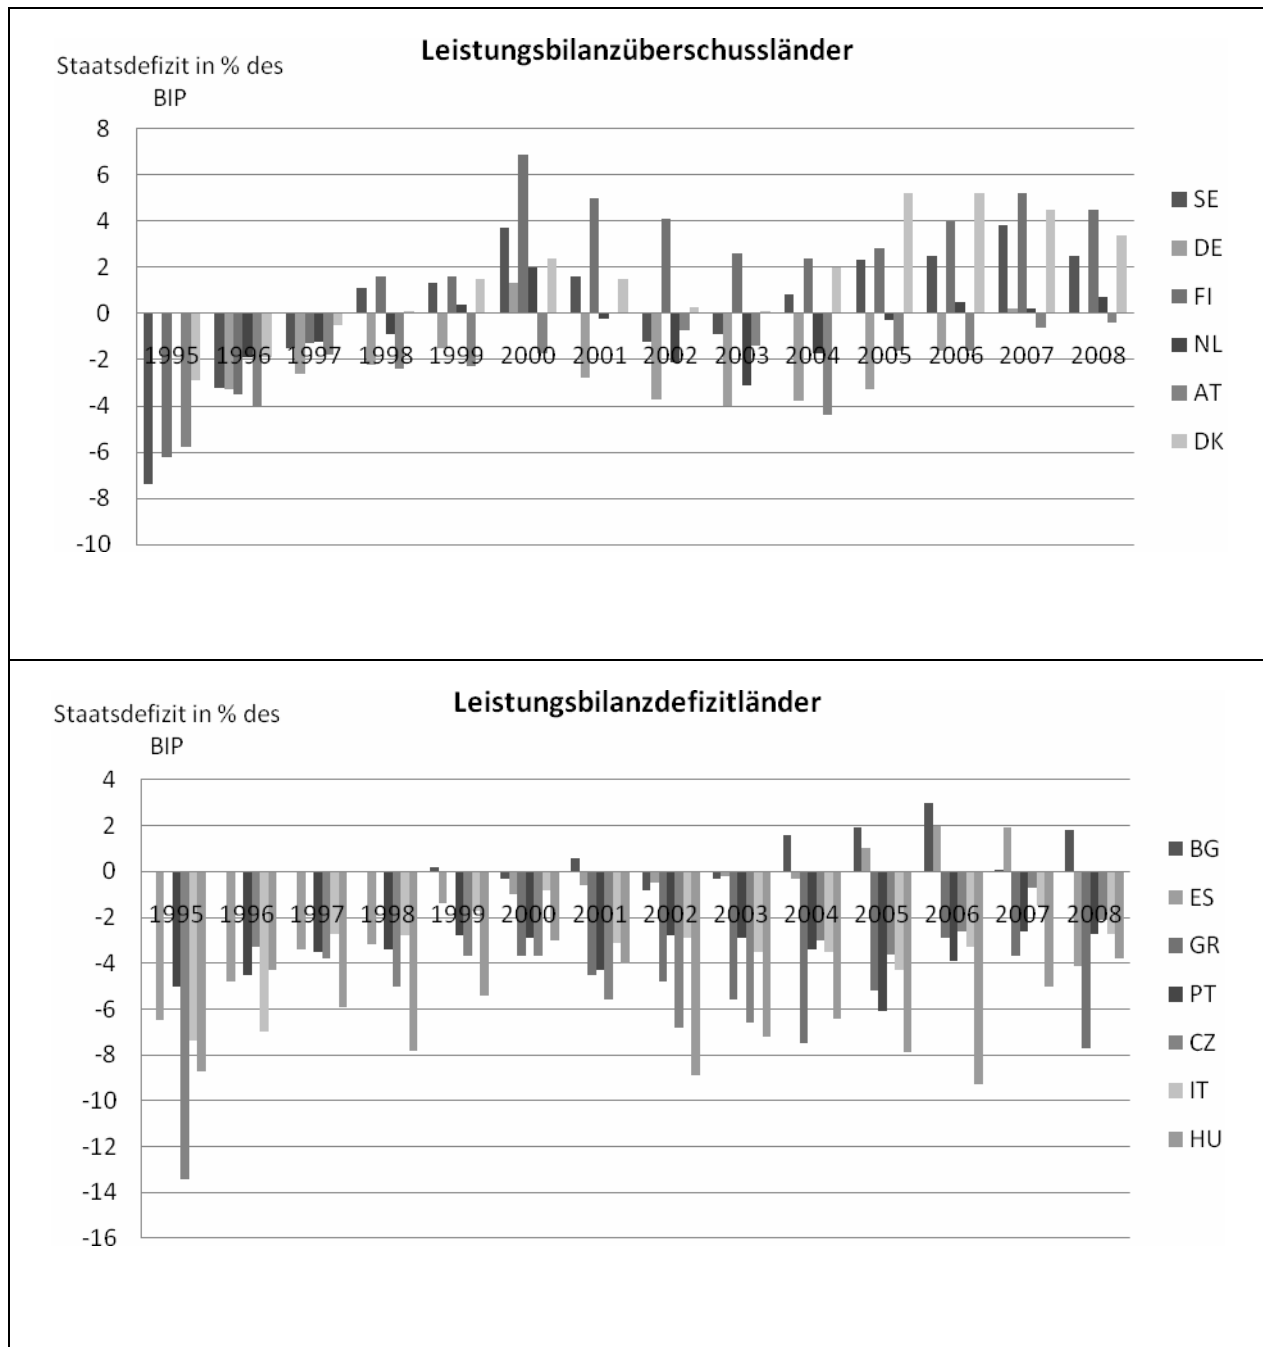 Leistungsbilanzüberschussländer
Staatsdefizit in % des
BIP
8
6
4
2
0
-2
-4
-6
-8
-10
1995 1996 1997 1998 1999 2000 2001 2002 2003 2004 2005 2006 2007 2008
SE
DE
FI
NL
AT
DK
Leistungsbilanzdefizitländer
Staatsdefizit in % des
BIP
4
2
0
-2
-4
-6
-8
-10
-12
-14
-16
1995 1996 1997 1998 1999 2000 2001 2002 2003 2004 2005 2006 2007 2008
BG
ES
GR
PT
CZ
IT
HU